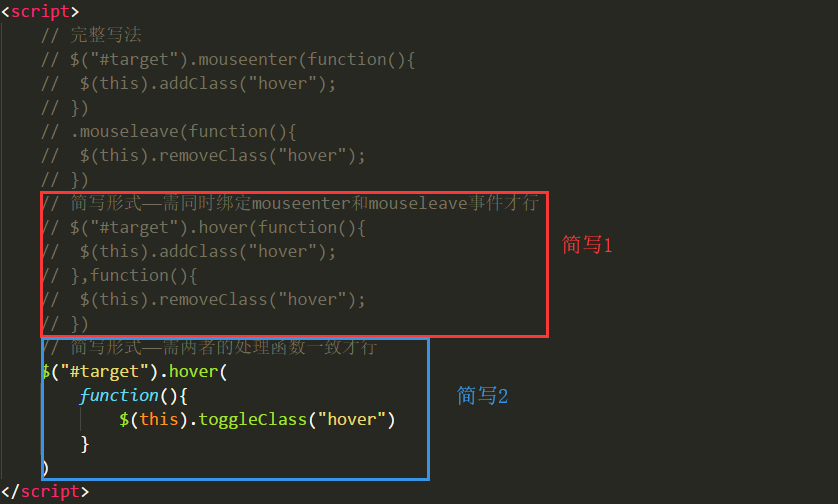 <script>
// 完整写法
// $("#target").mouseenter(function(){
//  $(this).addClass("hover");
// })
// .mouseleave(function(){
//  $(this).removeClass("hover");
// })
// 简写形式——需同时绑定mouseenter和mouseleave事件才行
// $("#target").hover(function(){
//  $(this).addClass("hover");
// },function(){
//  $(this).removeClass("hover");
// })
简写1
// 简写形式——需两者的处理函数一致才行
$("#target").hover(
function(){
$(this).toggleClass("hover")
}
)
简写2
</script>